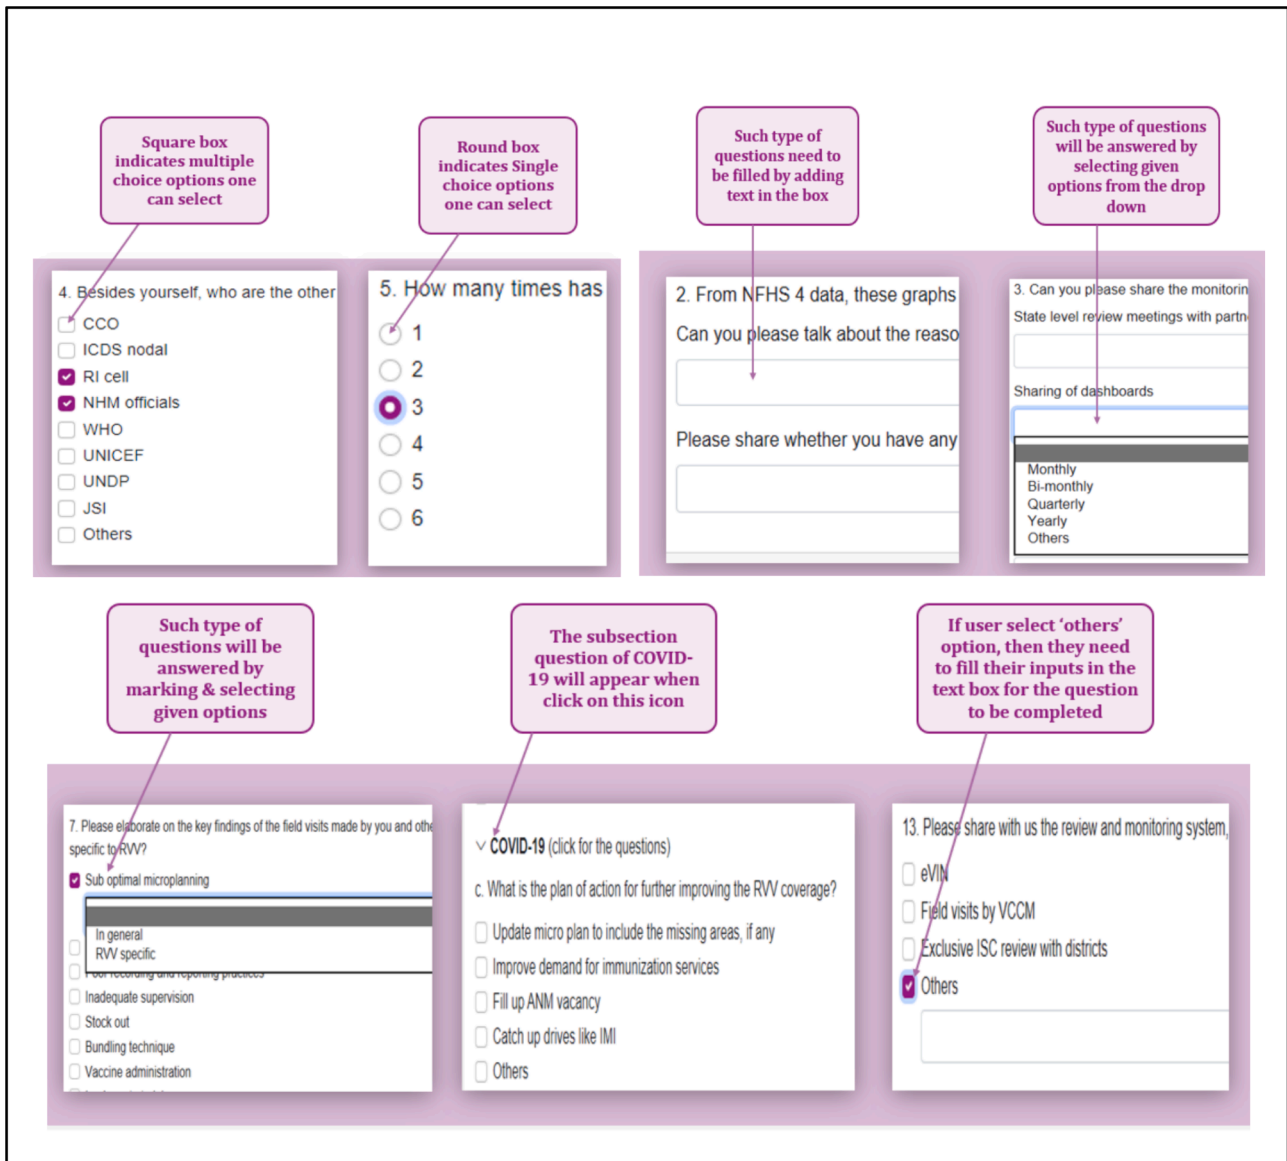 Square box
indicates multiple
choice options one
can select
Round box
indicates Single
choice options
one can select
Such type of
questions need to
be filled by adding
text in the box
Such type of questions
will be answered by
selecting given
options from the drop
down
4. Besides yourself, who are the other
CCO
ICDS nodal
RI cell
NHM officials
WHO
UNICEF
UNDP
JSI
Others
5. How many times has
1
2
3
4
5
6
2. From NFHS 4 data, these graphs
Can you please talk about the reaso
Please share whether you have any
3. Can you please share the monitorin
State level review meetings with partn
Sharing of dashboards
Monthly
Bi-monthly
Quarterly
Yearly
Others
Such type of
questions will be
answered by
marking & selecting
given options
The subsection
question of COVID-
19 will appear when
click on this icon
If user select ‘others’
option, then they need
to fill their inputs in the
text box for the question
to be completed
7. Please elaborate on the key findings of the field visits made by you and othe
specific to RVV?
Sub optimal microplanning
In general
RVV specific
Poor recording and reporting practices
Inadequate supervision
Stock out
Bundling technique
Vaccine administration
COVID-19 (click for the questions)
c. What is the plan of action for further improving the RVV coverage?
Update micro plan to include the missing areas, if any
Improve demand for immunization services
Fill up ANM vacancy
Catch up drives like IMI
Others
13. Please share with us the review and monitoring system,
eVIN
Field visits by VCCM
Exclusive ISC review with districts
Others